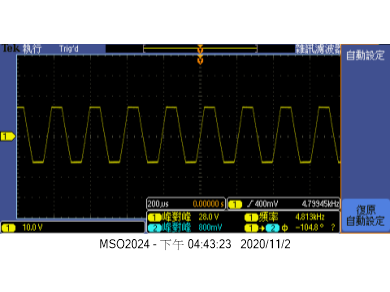 Tek 執行 Trig'd 雜訊濾波器
自動設定
1
200µs 0.00000 s 1 400mV 4.79945kHz
1 峰對峰 28.0 V 1 頻率 4.813kHz
1 10.0 V 2 峰對峰 800mV 1 → 2 ϕ -104.8 ° ?
復原
自動設定
MSO2024 - 下午 04:43:23 2020/11/2